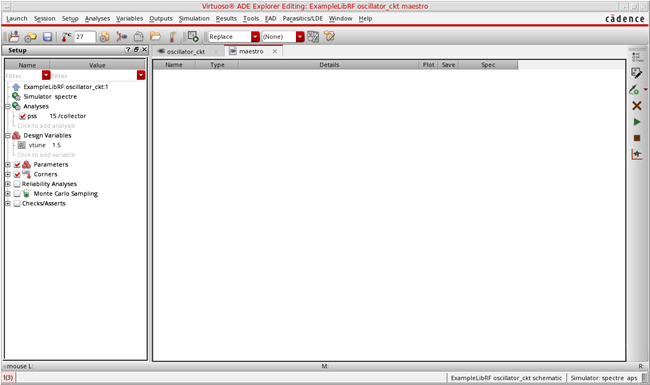 Virtuoso® ADE Explorer Editing: ExampleLibRF oscillator_ckt maestro
Launch Session Setup Analyses Variables Outputs Simulation Results Tools EAD Parasitics/LDE Window Help
cādence
27 Replace (None)
Setup
oscillator_ckt maestro
Name Value
Name Type Details Plot Save Spec
Filter Filter
ExampleLibRF:oscillator_ckt:1
Simulator spectre
Analyses
pss 15 /collector
Click to add analysis
Design Variables
vtune 1.5
Click to add variable
Parameters
Corners
Reliability Analyses
Monte Carlo Sampling
Checks/Asserts
mouse L: M: R:
1(3) ExampleLibRF oscillator_ckt schematic Simulator: spectre aps